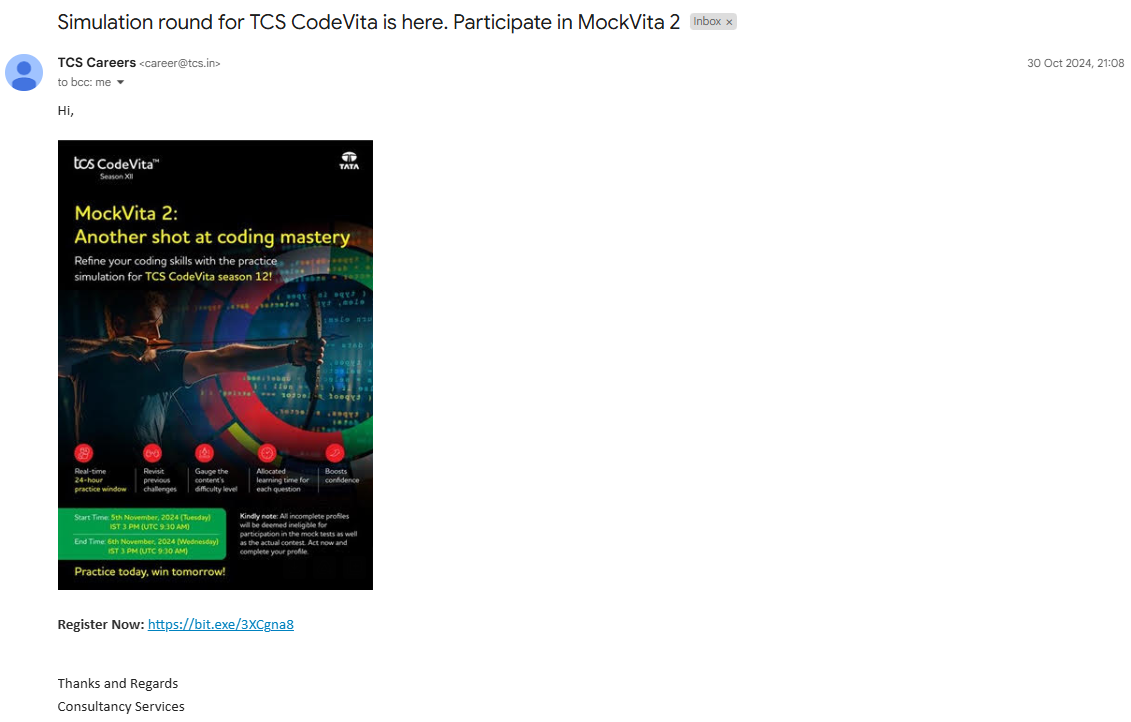 Simulation round for TCS CodeVita is here. Participate in MockVita 2 Inbox ×
TCS Careers <career@tcs.in>
30 Oct 2024, 21:08
to bcc: me
Hi,
tcs CodeVita™
Season XII
TATA
MockVita 2:
Another shot at coding mastery
Refine your coding skills with the practice
simulation for TCS CodeVita season 12!
Real-time
24-hour
practice window
Revisit
previous
challenges
Gauge the
content's
difficulty level
Allocated
learning time for
each question
Boosts
confidence
Start Time: 5th November, 2024 (Tuesday)
IST 3 PM (UTC 9:30 AM)
End Time: 6th November, 2024 (Wednesday)
IST 3 PM (UTC 9:30 AM)
Kindly note: All incomplete profiles
will be deemed ineligible for
participation in the mock tests as well
as the actual contest. Act now and
complete your profile.
Practice today, win tomorrow!
Register Now: https://bit.exe/3XCgna8
Thanks and Regards
Consultancy Services